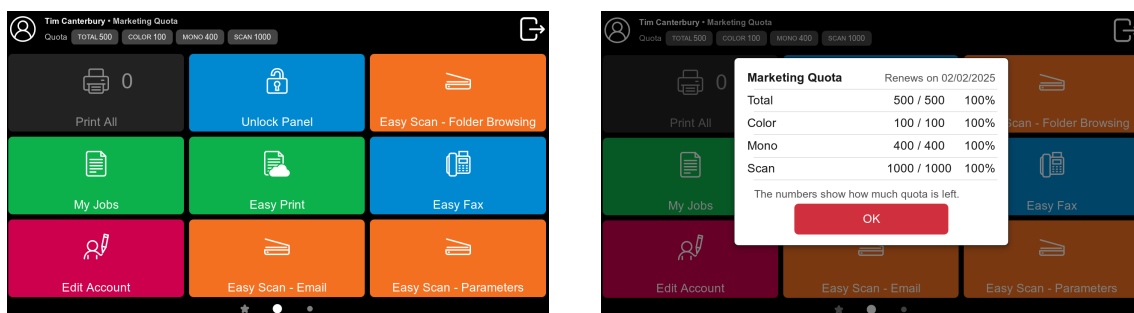 Tim Canterbury • Marketing Quota
Quota TOTAL 500 COLOR 100 MONO 400 SCAN 1000
0
Print All
Unlock Panel
Easy Scan - Folder Browsing
My Jobs
Easy Print
Easy Fax
Edit Account
Easy Scan - Email
Easy Scan - Parameters
Tim Canterbury • Marketing Quota
Quota TOTAL 500 COLOR 100 MONO 400 SCAN 1000
0
Print All
Scan - Folder Browsing
My Jobs
Easy Fax
Edit Account
Easy Scan - Email
Easy Scan - Parameters
Marketing Quota Renews on 02/02/2025
Total 500 / 500 100%
Color 100 / 100 100%
Mono 400 / 400 100%
Scan 1000 / 1000 100%
The numbers show how much quota is left.
OK